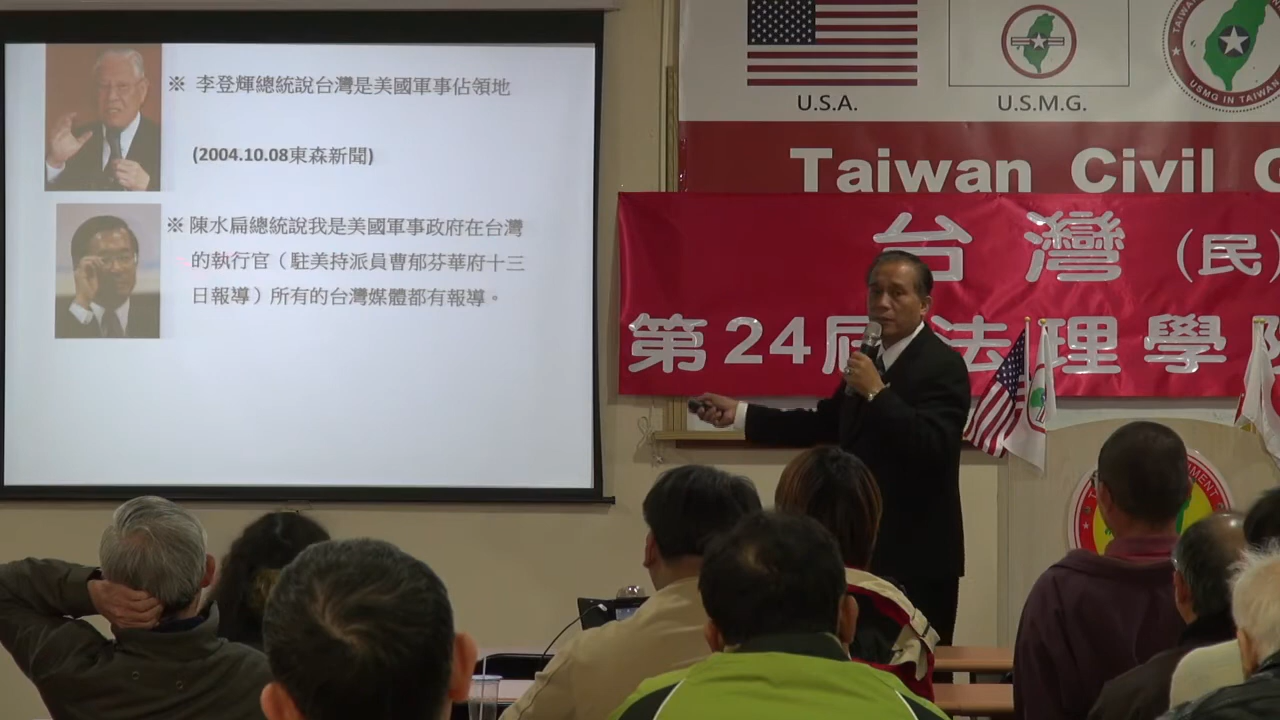 ※ 李登輝總統說台灣是美國軍事佔領地
(2004.10.08東森新聞)
※ 陳水扁總統說我是美國軍事政府在台灣
的執行官（駐美持派員曹郁芬華府十三
日報導）所有的台灣媒體都有報導。
U.S.A.
U.S.M.G.
USMG IN TAIWAN
Taiwan Civil G
台灣（民）
第24屆法理學院